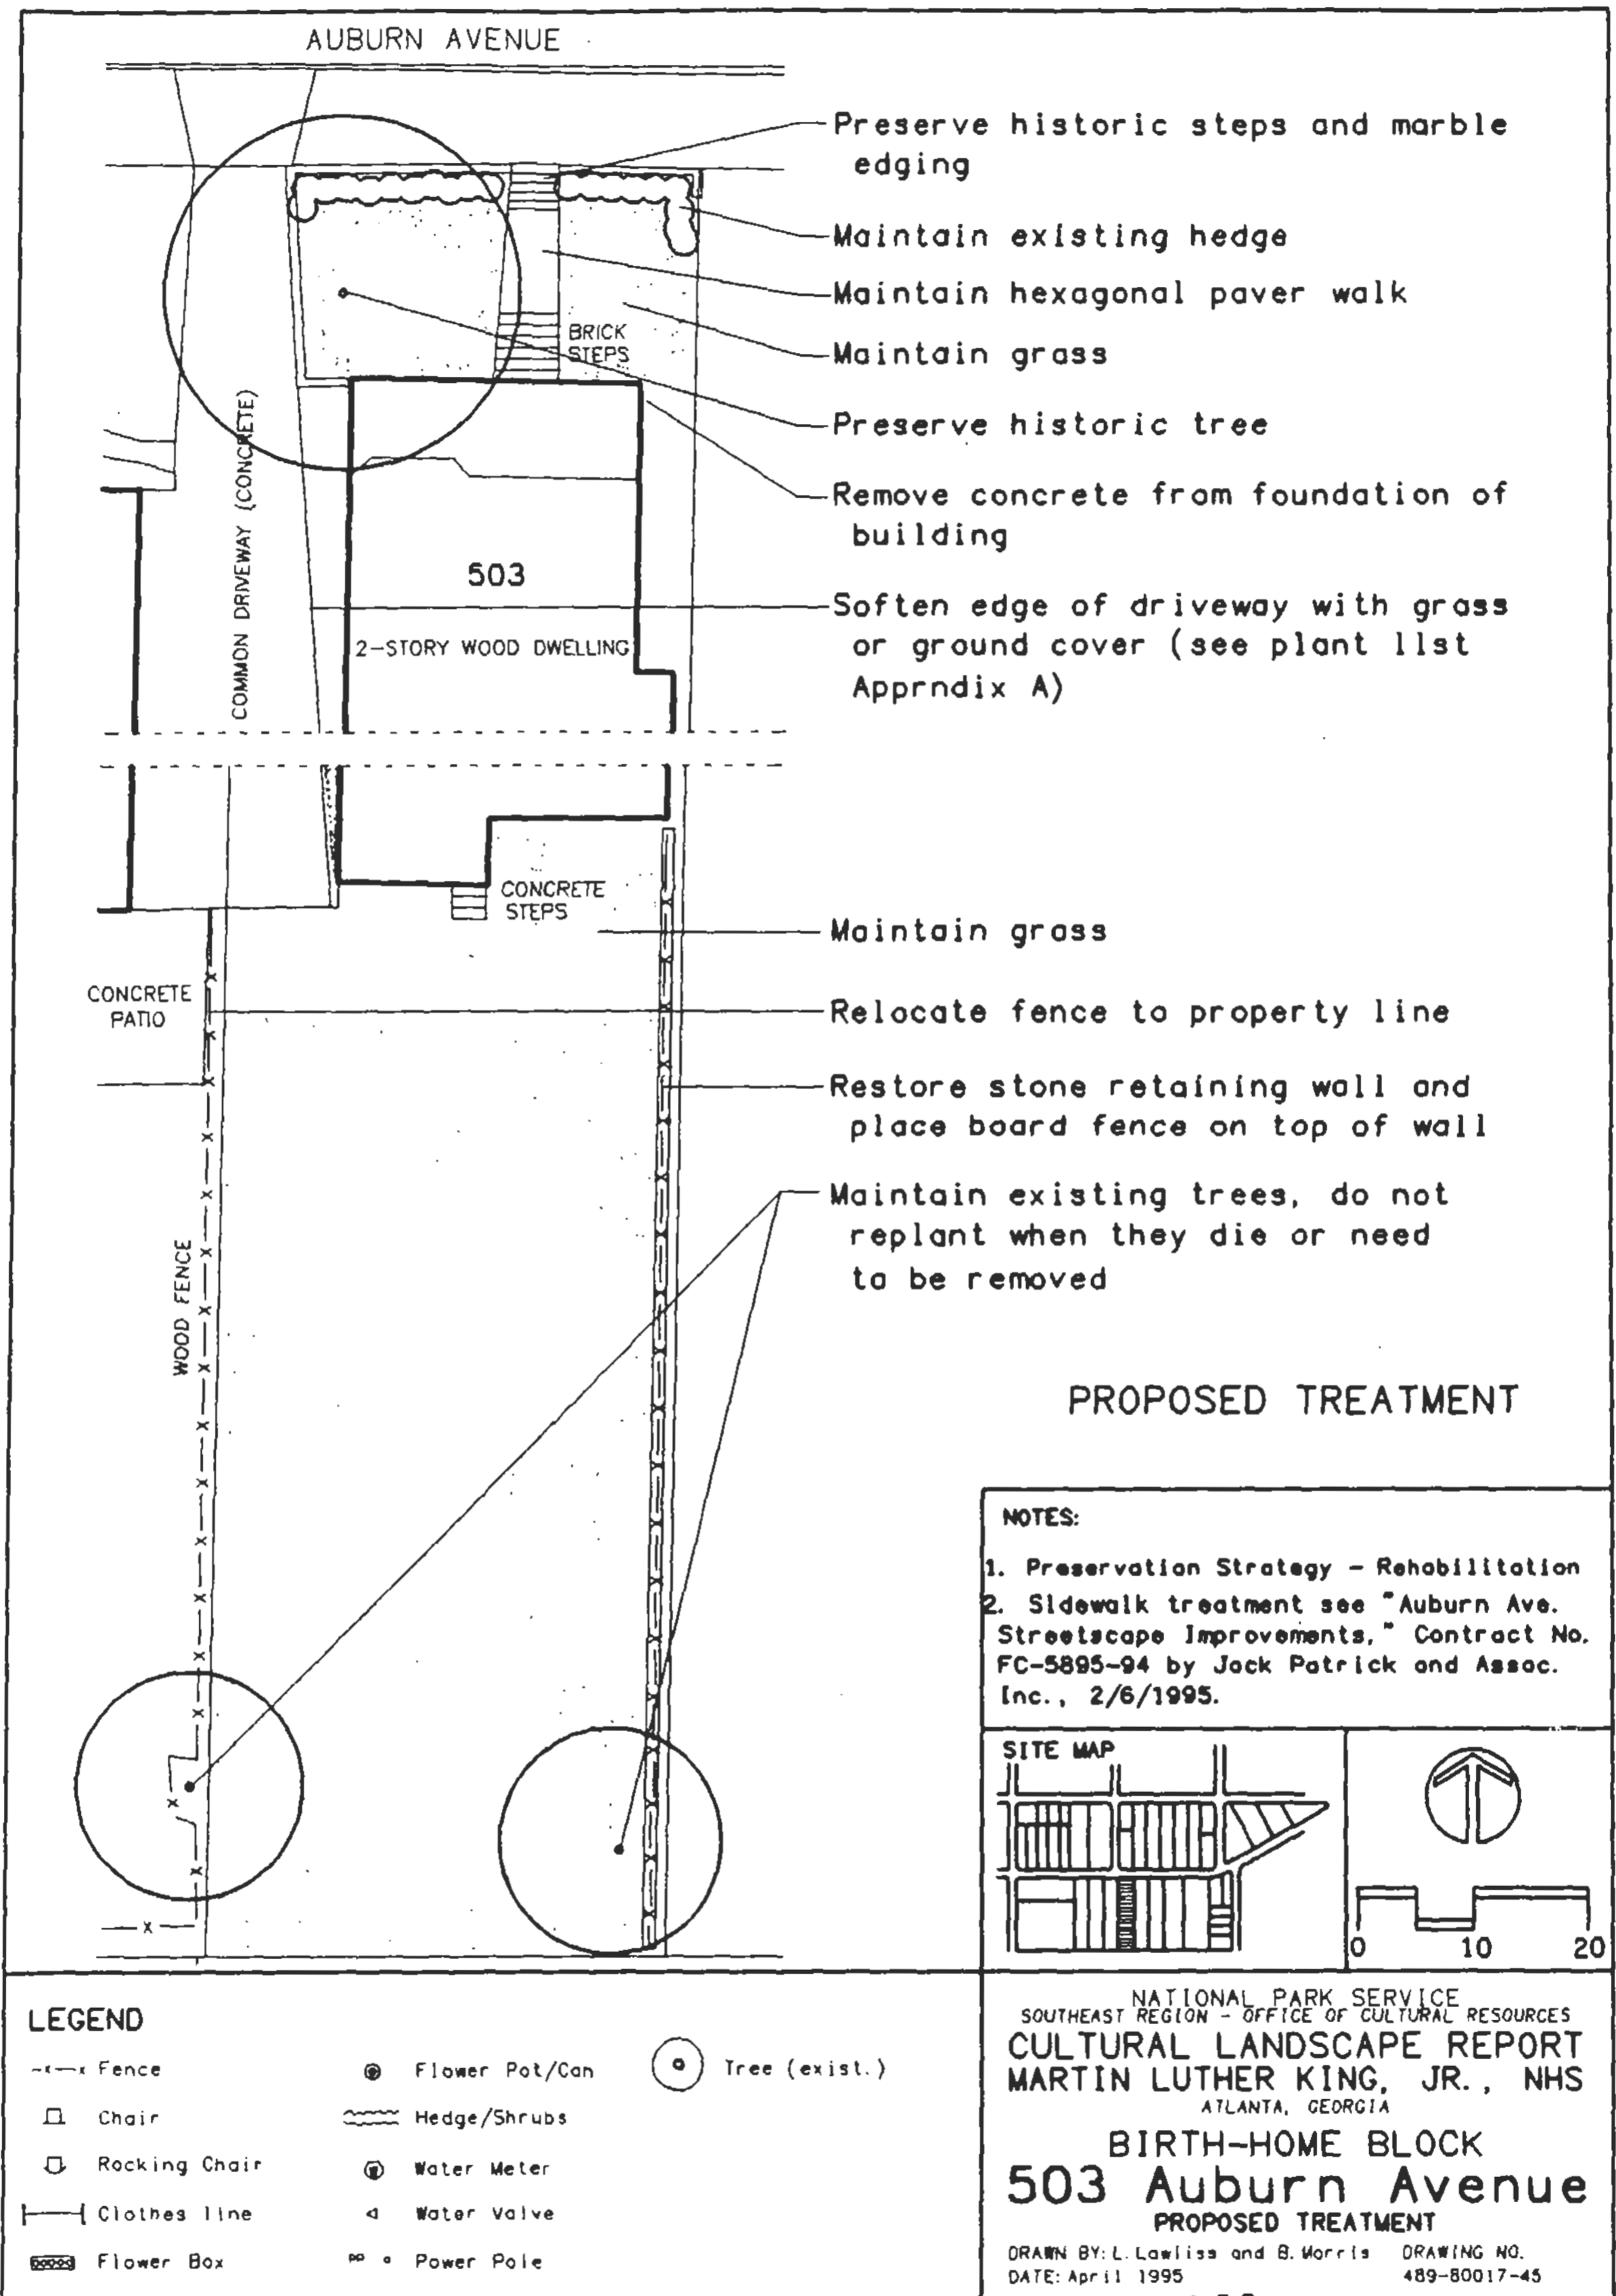 AUBURN AVENUE
Preserve historic steps and marble
edging
Maintain existing hedge
Maintain hexagonal paver walk
Maintain grass
Preserve historic tree
Remove concrete from foundation of
building
Soften edge of driveway with grass
or ground cover (see plant list
Apprndix A)
BRICK
STEPS
COMMON DRIVEWAY (CONCRETE)
503
2-STORY WOOD DWELLING
CONCRETE
STEPS
Maintain grass
CONCRETE
PATIO
Relocate fence to property line
Restore stone retaining wall and
place board fence on top of wall
Maintain existing trees, do not
replant when they die or need
to be removed
WOOD FENCE
PROPOSED TREATMENT
NOTES:
1. Preservation Strategy - Rehabilitation
2. Sidewalk treatment see "Auburn Ave.
Streetscape Improvements," Contract No.
FC-5895-94 by Jack Patrick and Assoc.
Inc., 2/6/1995.
SITE MAP
0 10 20
LEGEND
Fence
Chair
Rocking Chair
Clothes line
Flower Box
Flower Pot/Can
Hedge/Shrubs
Water Meter
Water Valve
PP Power Pole
Tree (exist.)
NATIONAL PARK SERVICE
SOUTHEAST REGION - OFFICE OF CULTURAL RESOURCES
CULTURAL LANDSCAPE REPORT
MARTIN LUTHER KING, JR., NHS
ATLANTA, GEORGIA
BIRTH-HOME BLOCK
503 Auburn Avenue
PROPOSED TREATMENT
DRAWN BY: L. Lawliss and B. Morris DRAWING NO.
DATE: April 1995 489-80017-45